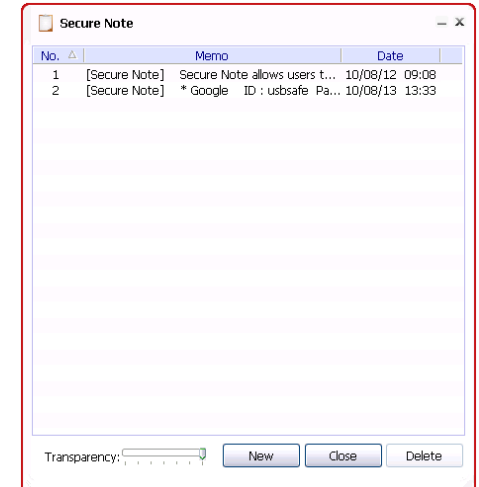 Secure Note
No. Memo Date
1 [Secure Note] Secure Note allows users t... 10/08/12 09:08
2 [Secure Note] * Google ID : usbsafe Pa... 10/08/13 13:33
Transparency: New Close Delete